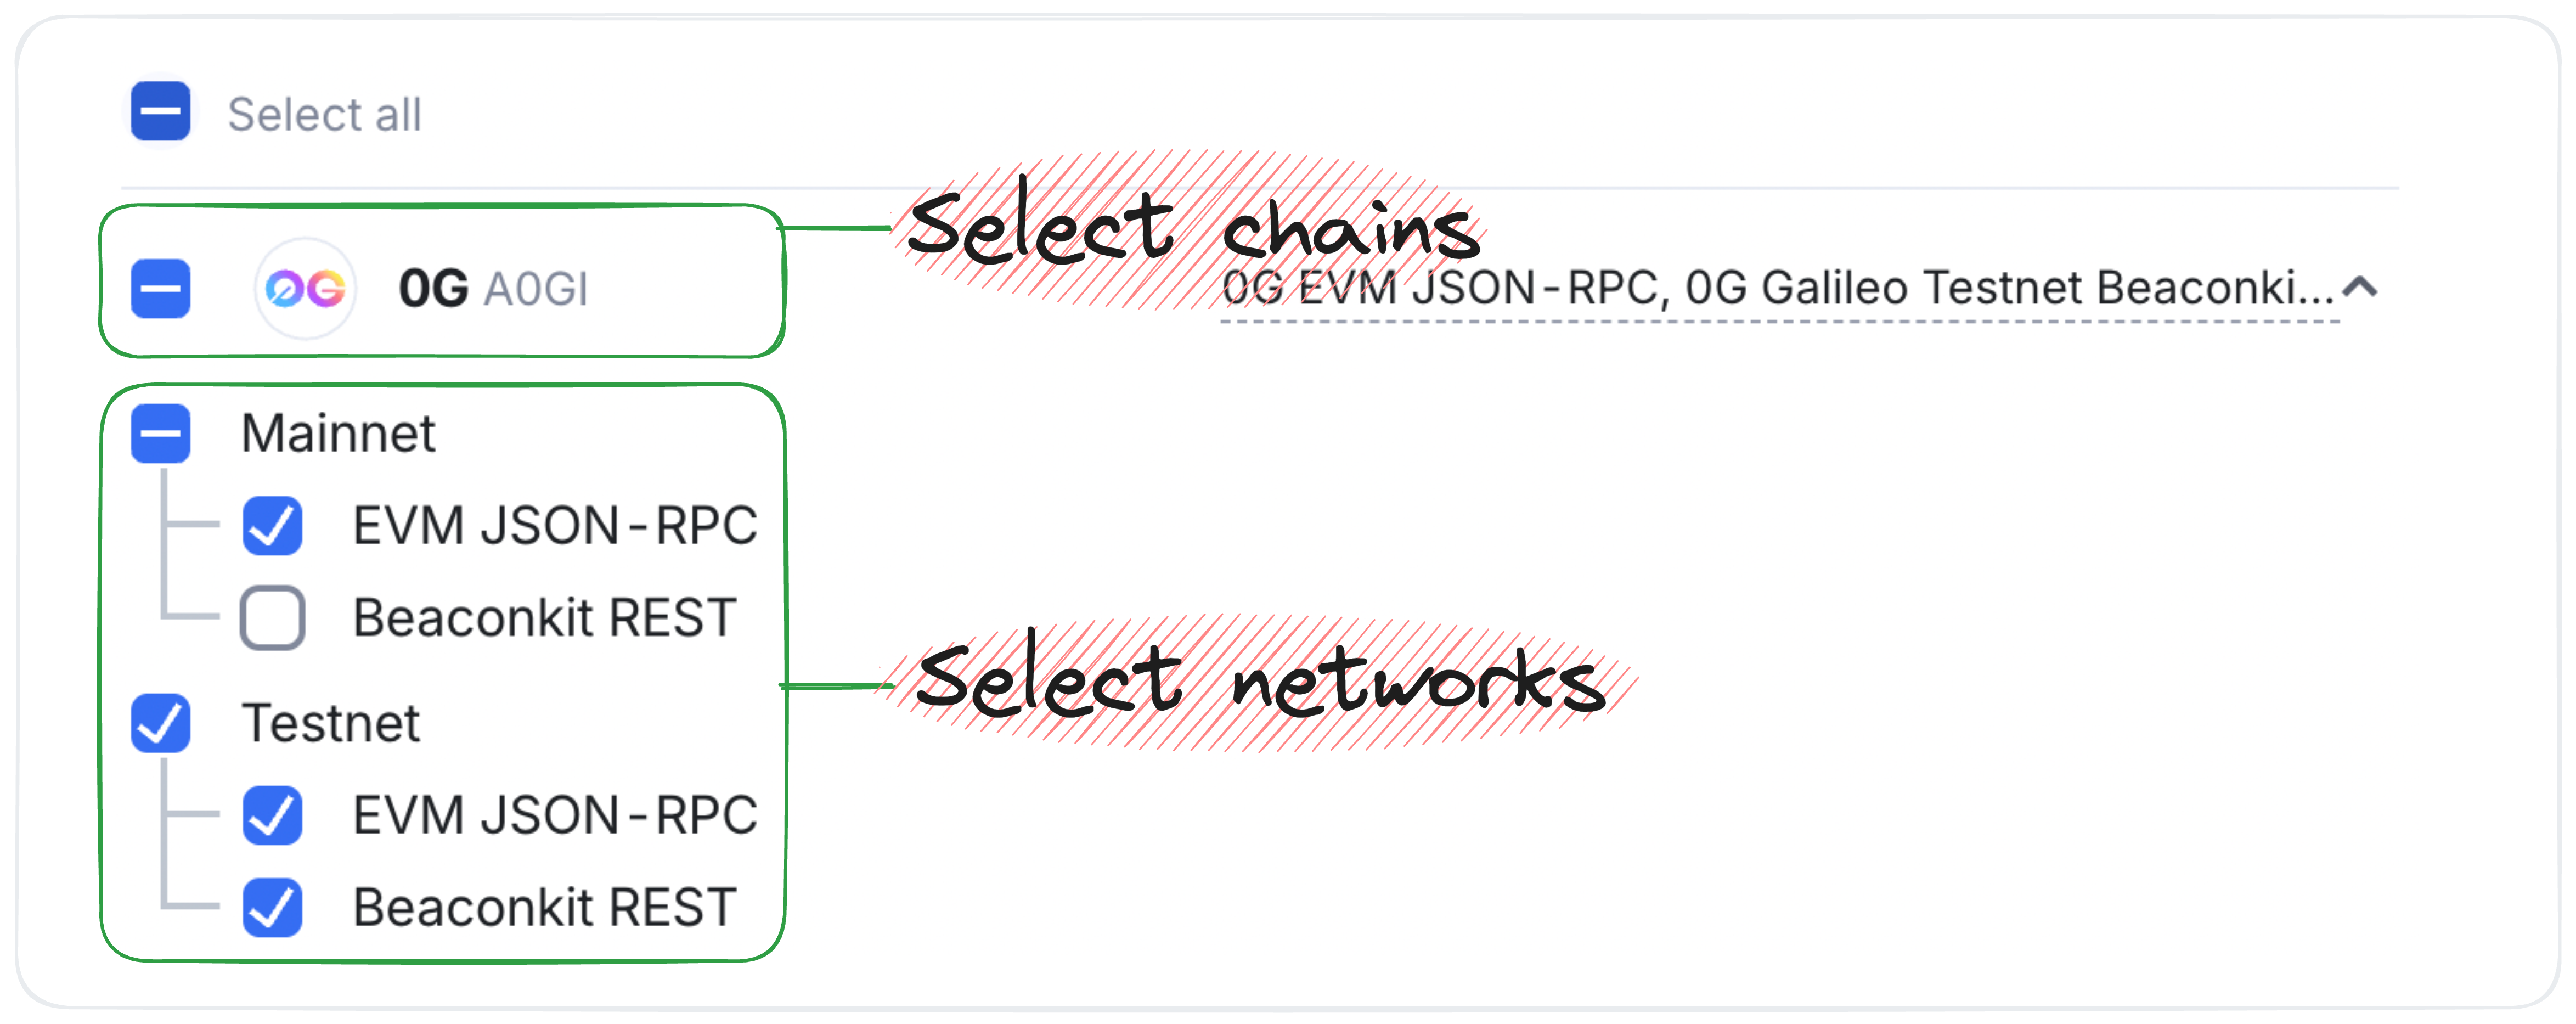 Select all
Select chains
0G A0GI
0G EVM JSON-RPC, 0G Galileo Testnet Beaconki...
Mainnet
EVM JSON-RPC
Beaconkit REST
Select networks
Testnet
EVM JSON-RPC
Beaconkit REST